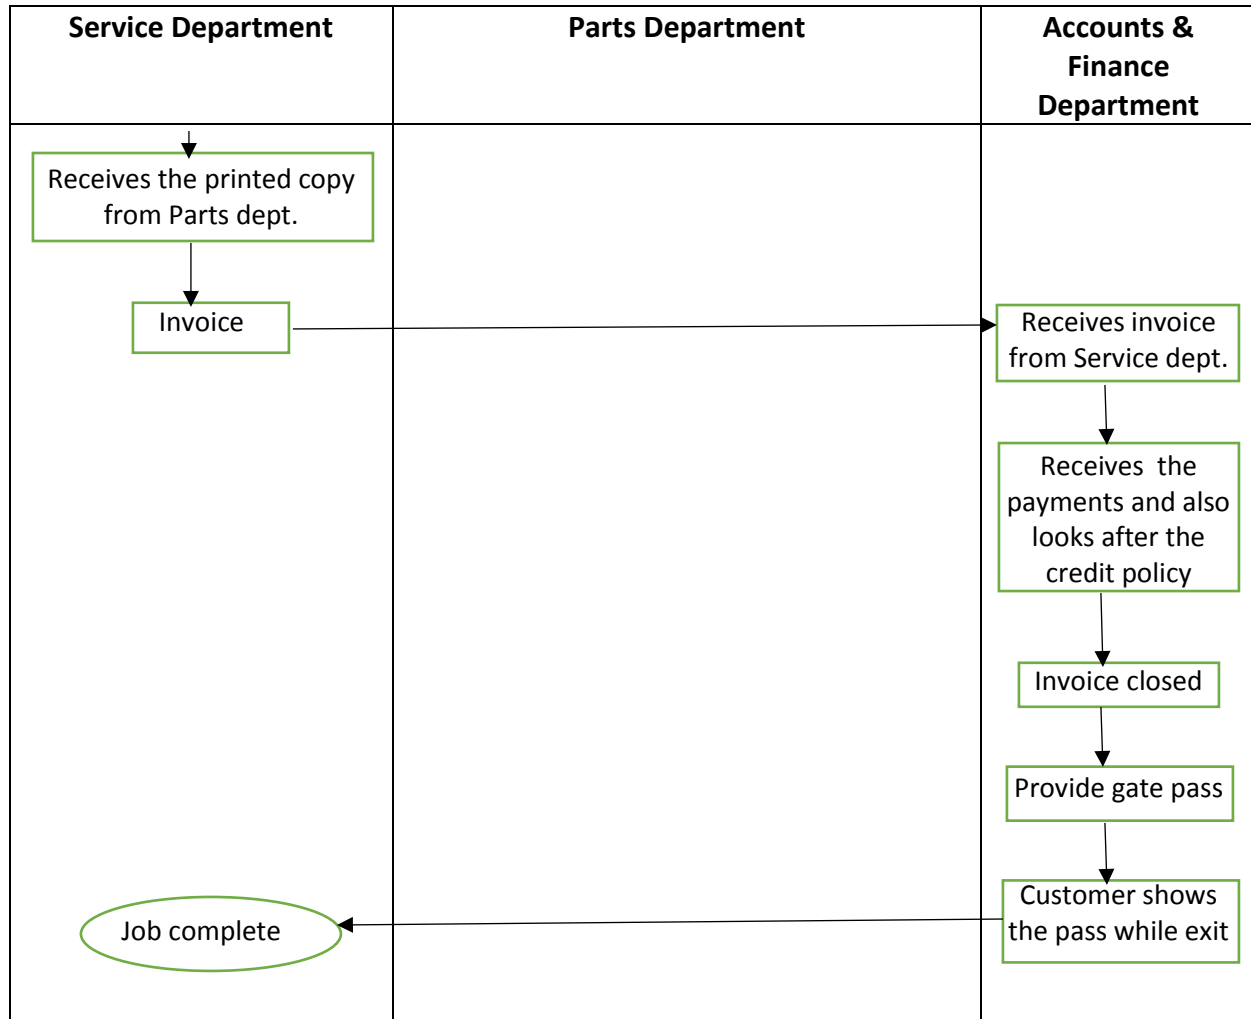 Service Department
Parts Department
Accounts &
Finance
Department
Receives the printed copy
from Parts dept.
Invoice
Receives invoice
from Service dept.
Receives the
payments and also
looks after the
credit policy
Invoice closed
Provide gate pass
Customer shows
the pass while exit
Job complete